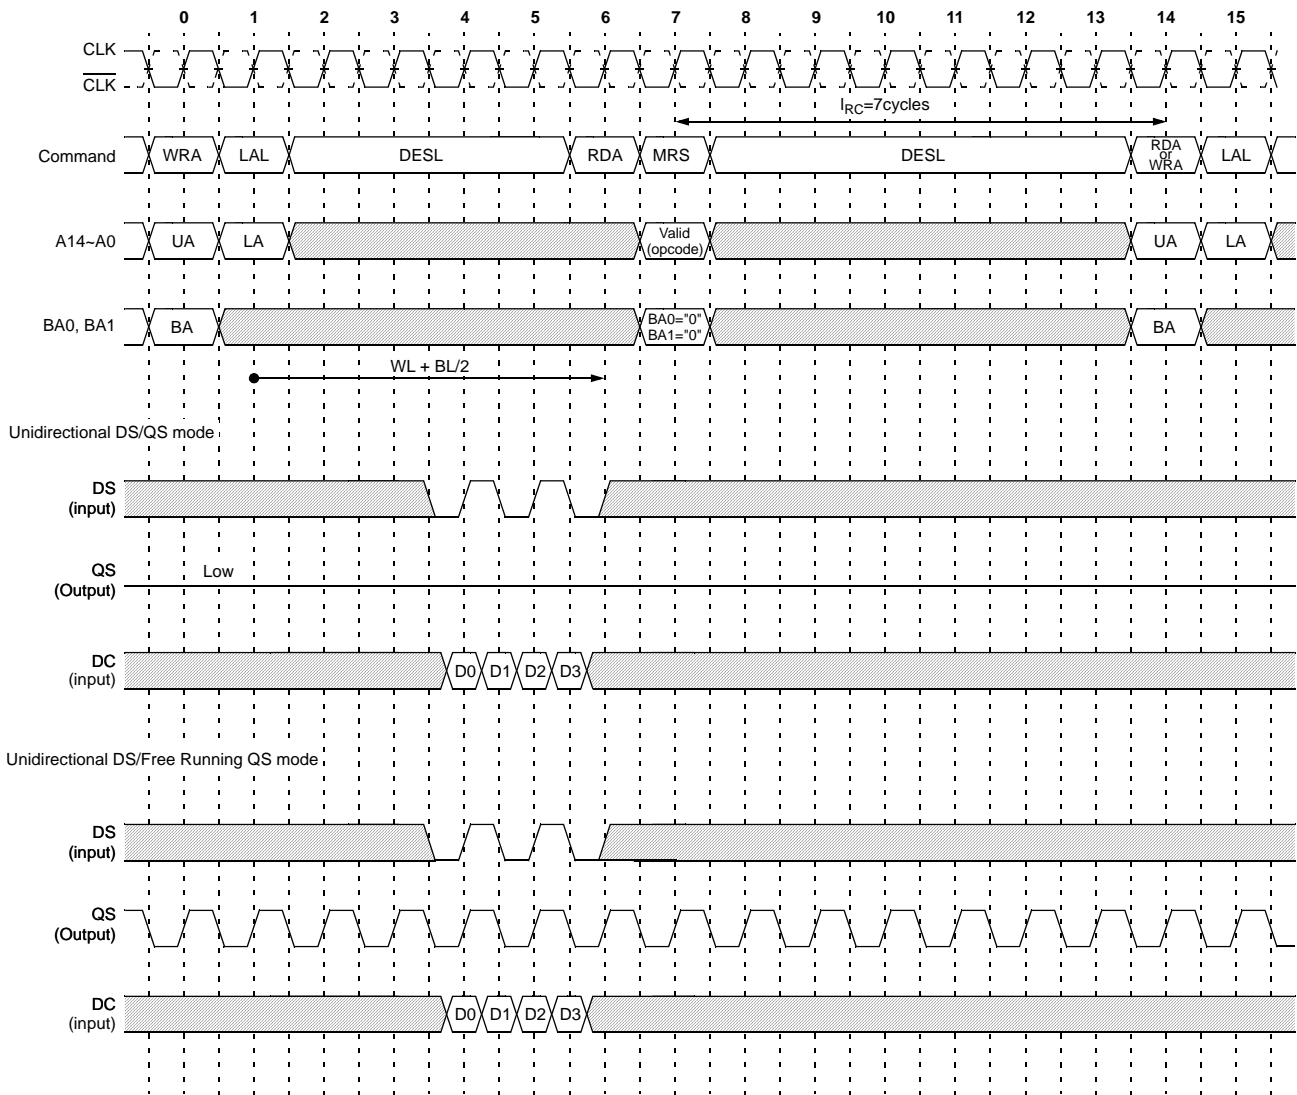 0 1 2 3 4 5 6 7 8 9 10 11 12 13 14 15
CLK
CLK
IRC=7cycles
Command WRA LAL DESL RDA MRS DESL RDA or WRA LAL
A14~A0 UA LA Valid (opcode) UA LA
BA0, BA1 BA BA0="0" BA1="0" BA
WL + BL/2
Unidirectional DS/QS mode
DS
(input)
QS
(Output)
Low
DC
(input)
D0 D1 D2 D3
Unidirectional DS/Free Running QS mode
DS
(input)
QS
(Output)
DC
(input)
D0 D1 D2 D3